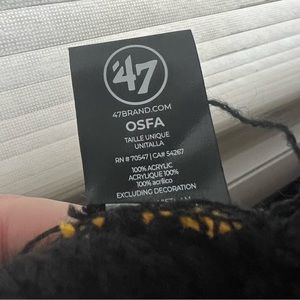 '47
47BRAND.COM
OSFA
TAILLE UNIQUE
UNITALLA
RN # 70547 | CA# 54267
100% ACRYLIC
ACRYLIQUE 100%
100% acrílico
EXCLUDING DECORATION